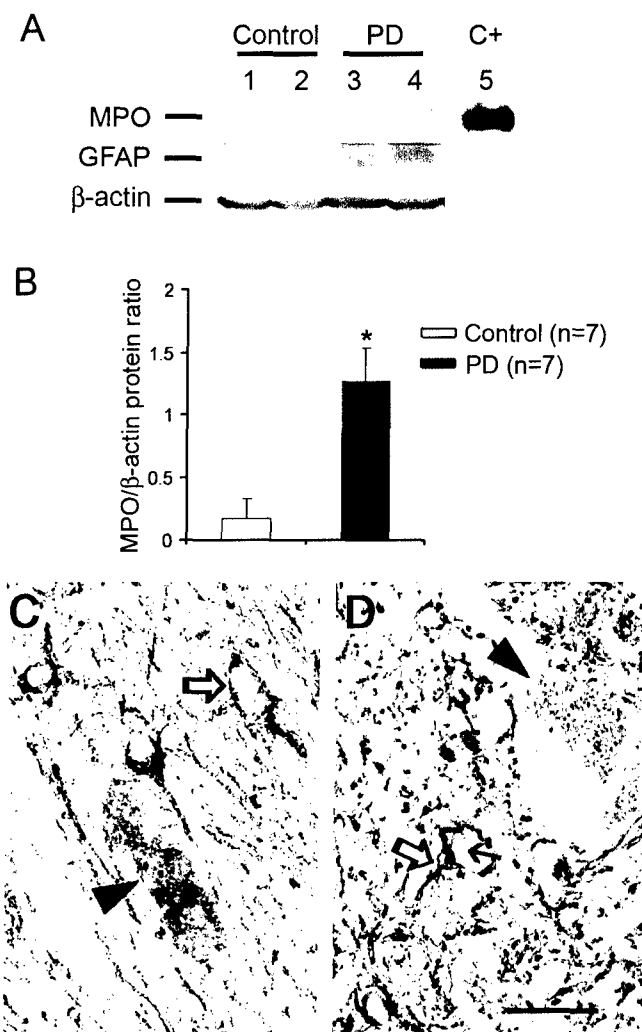 A
Control PD C+
1 2 3 4 5
MPO
GFAP
β-actin
B
MPO/β-actin protein ratio
2
1.5
1
0.5
0
*
Control (n=7)
PD (n=7)
C
D